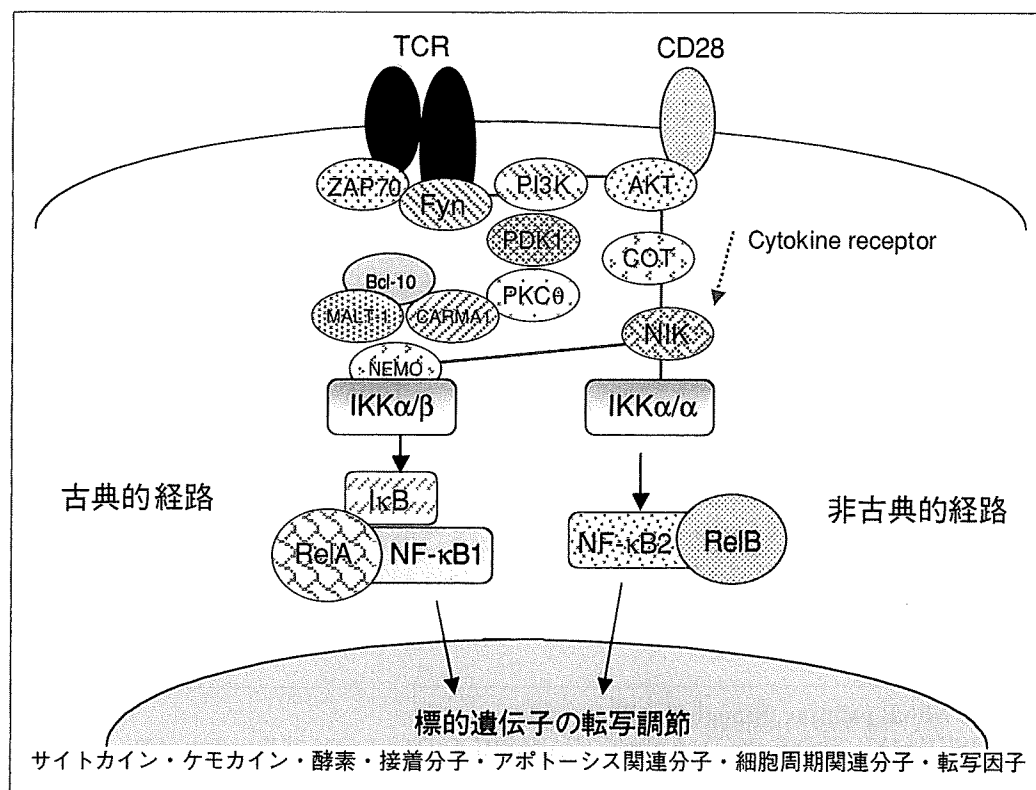 TCR
CD28
ZAP70
Fyn
PI3K
AKT
PDK1
COT
Cytokine receptor
Bcl-10
MALT-1
CARMA1
PKCθ
NIK
NEMO
IKKα/β
IKKα/α
古典的経路
IκB
非古典的経路
RelA
NF-κB1
NF-κB2
RelB
標的遺伝子の転写調節
サイトカイン・ケモカイン・酵素・接着分子・アポトーシス関連分子・細胞周期関連分子・転写因子